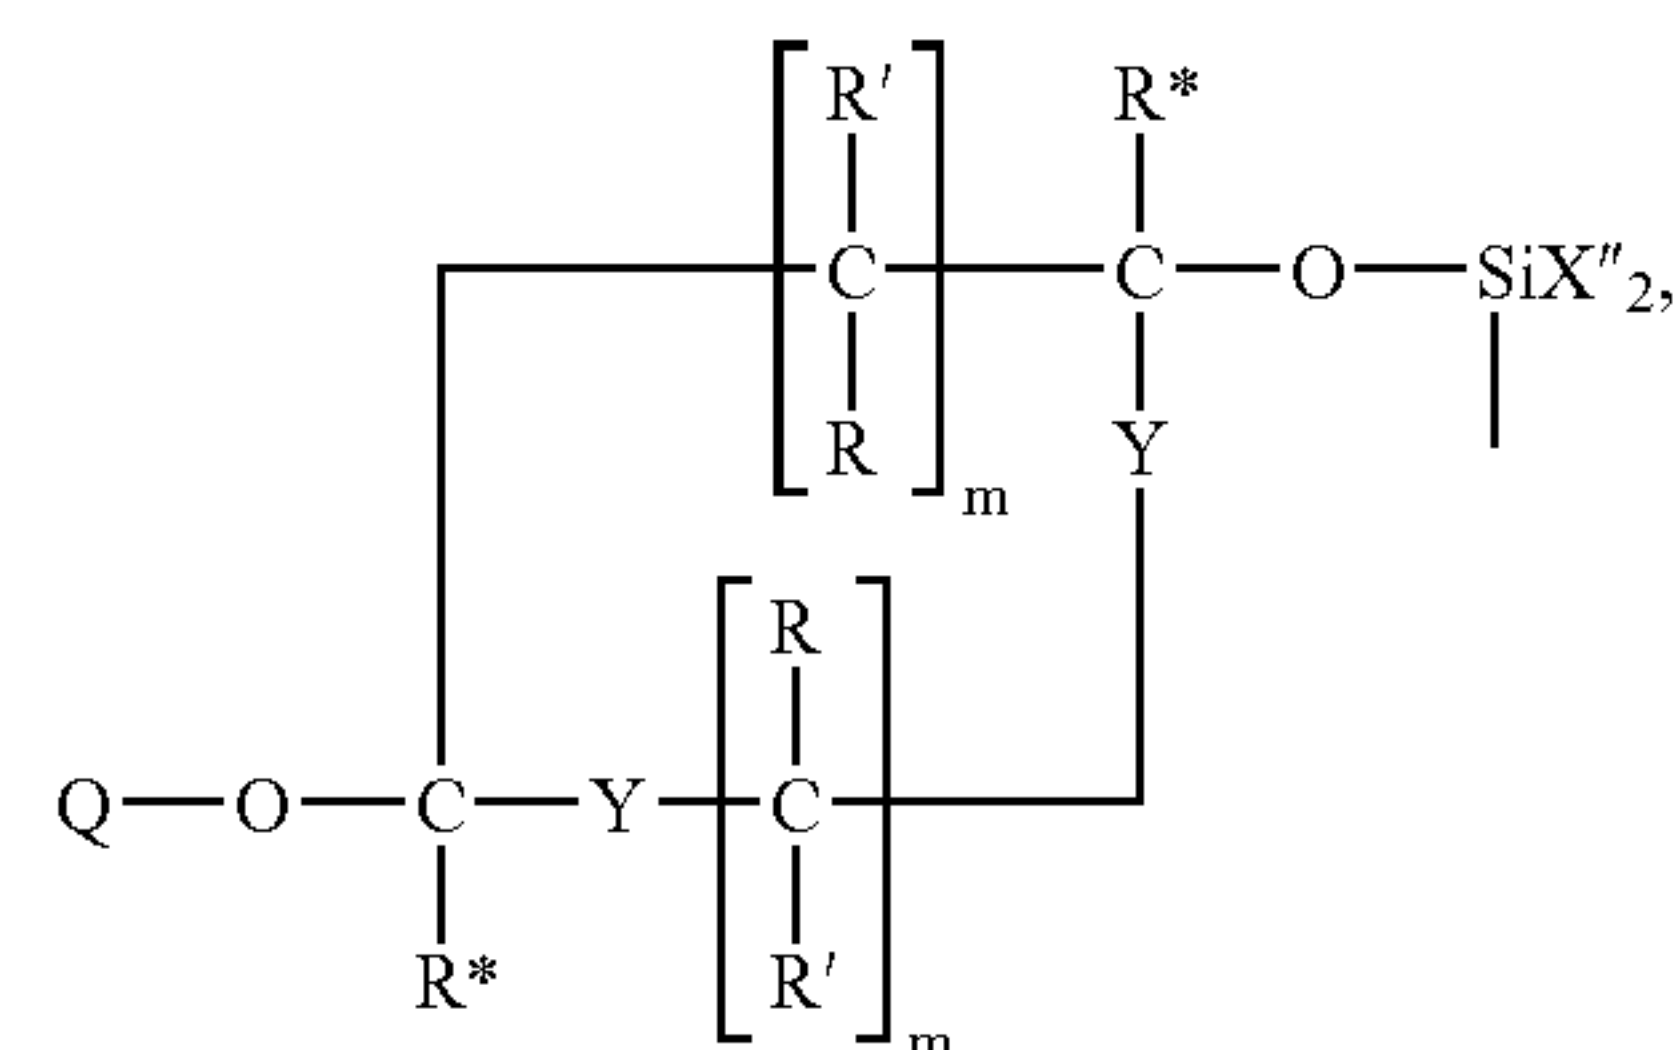 R′ R*
C C O SiX″2,
R Y
m
R
Q O C Y C
R* R′
m